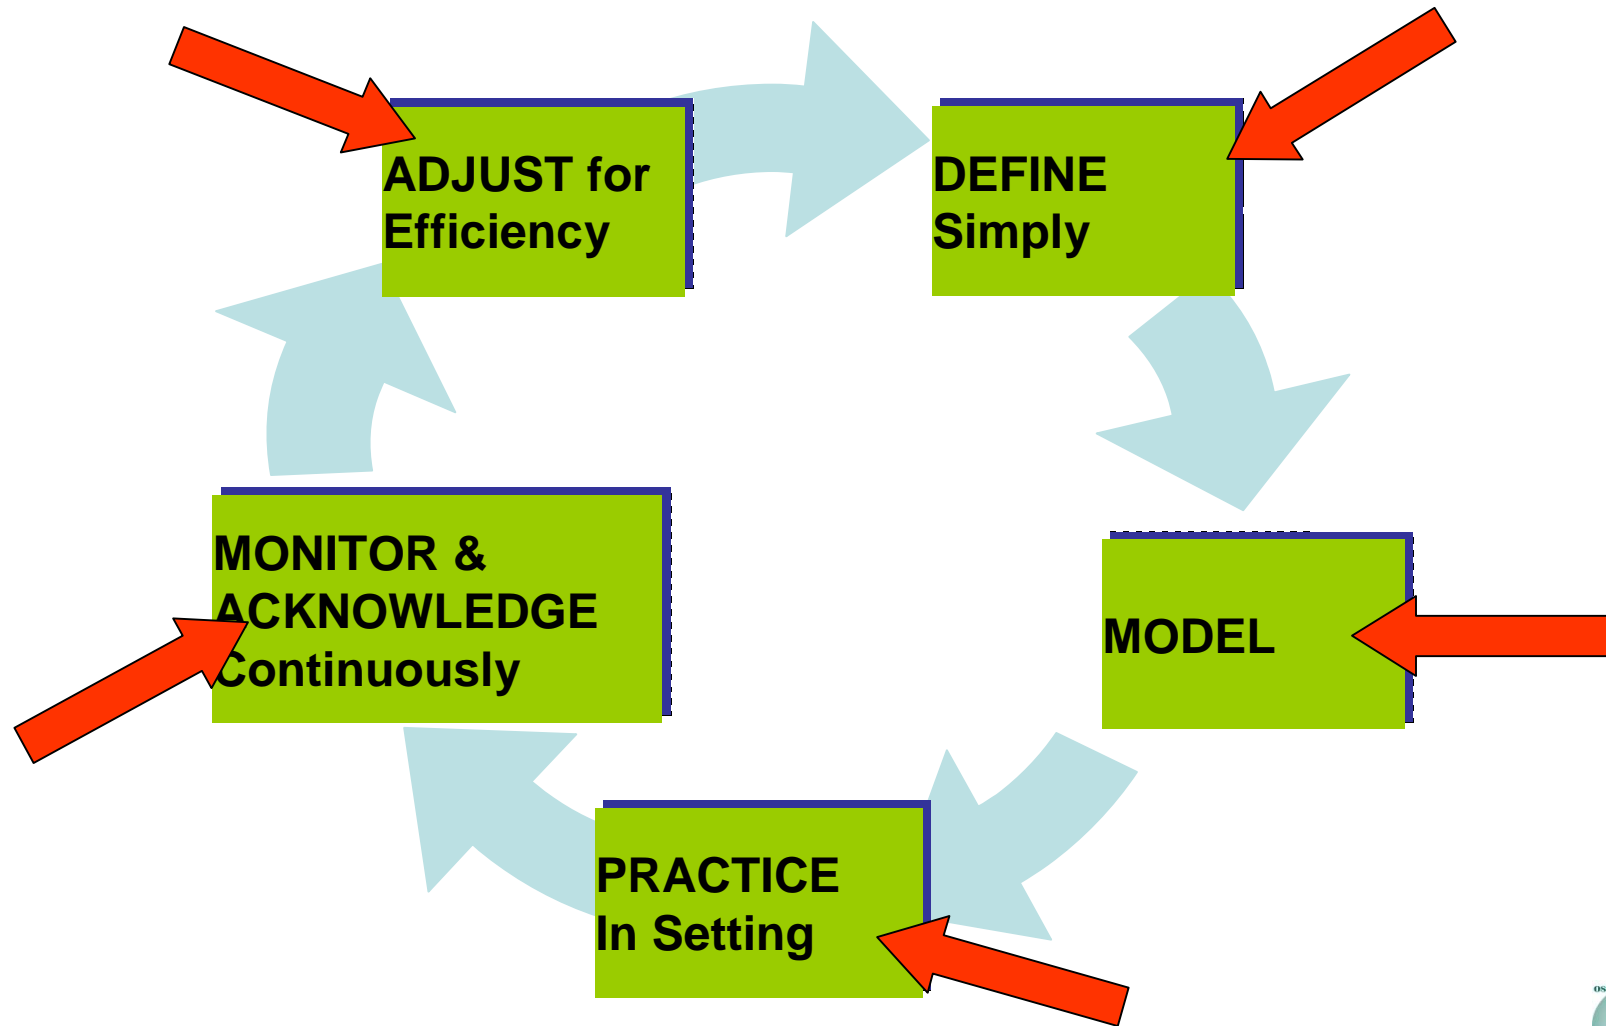 ADJUST for
Efficiency
DEFINE
Simply
MODEL
PRACTICE
In Setting
MONITOR &
ACKNOWLEDGE
Continuously